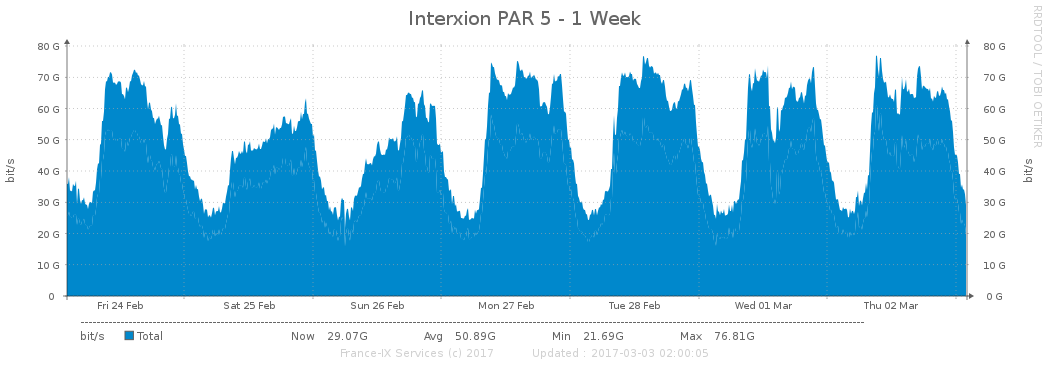 Interxion PAR 5 - 1 Week
RRDTOOL / TOBI OETIKER
80 G 80 G
70 G 70 G
60 G 60 G
50 G 50 G
40 G 40 G
30 G 30 G
20 G 20 G
10 G 10 G
0 0 G
bit/s bit/s
Fri 24 Feb Sat 25 Feb Sun 26 Feb Mon 27 Feb Tue 28 Feb Wed 01 Mar Thu 02 Mar
bit/s Total Now 29.07G Avg 50.89G Min 21.69G Max 76.81G
France-IX Services (c) 2017 Updated : 2017-03-03 02:00:05